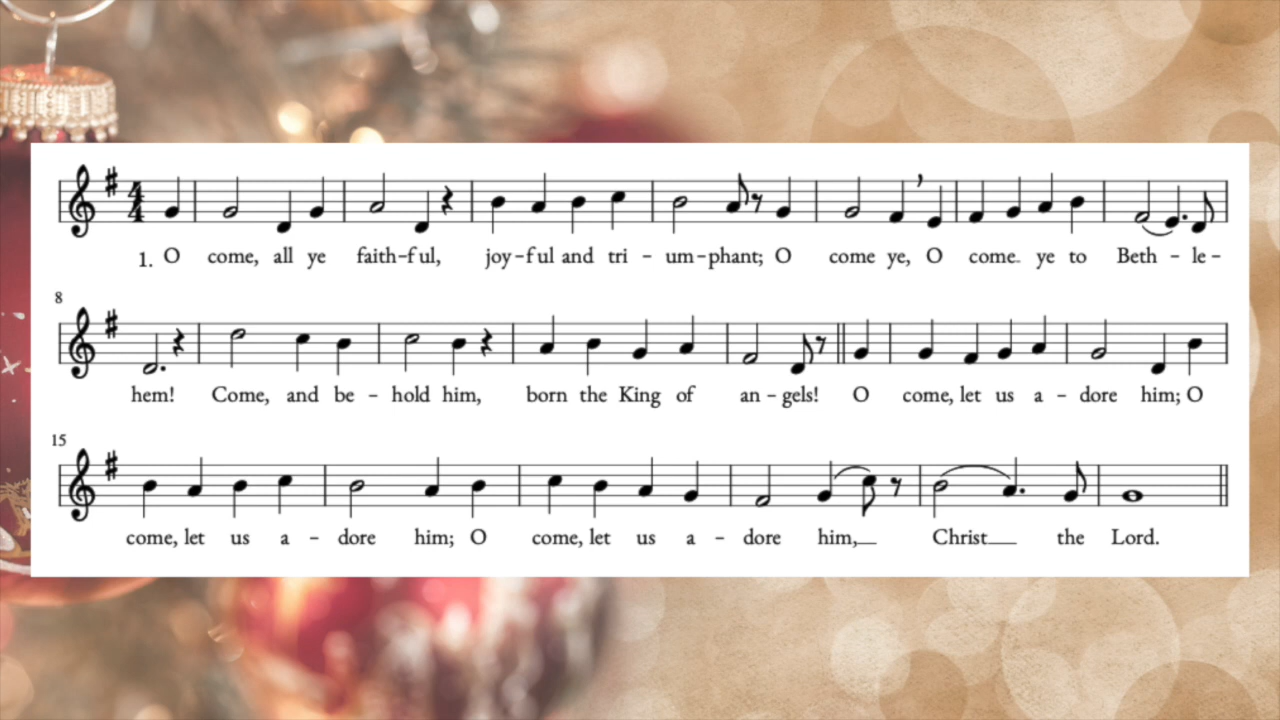 1. O come, all ye faith-ful, joy-ful and tri - um-phant; O come ye, O come ye to Beth - le -
8
hem! Come, and be - hold him, born the King of an - gels! O come, let us a - dore him; O
15
come, let us a - dore him; O come, let us a - dore him, Christ the Lord.